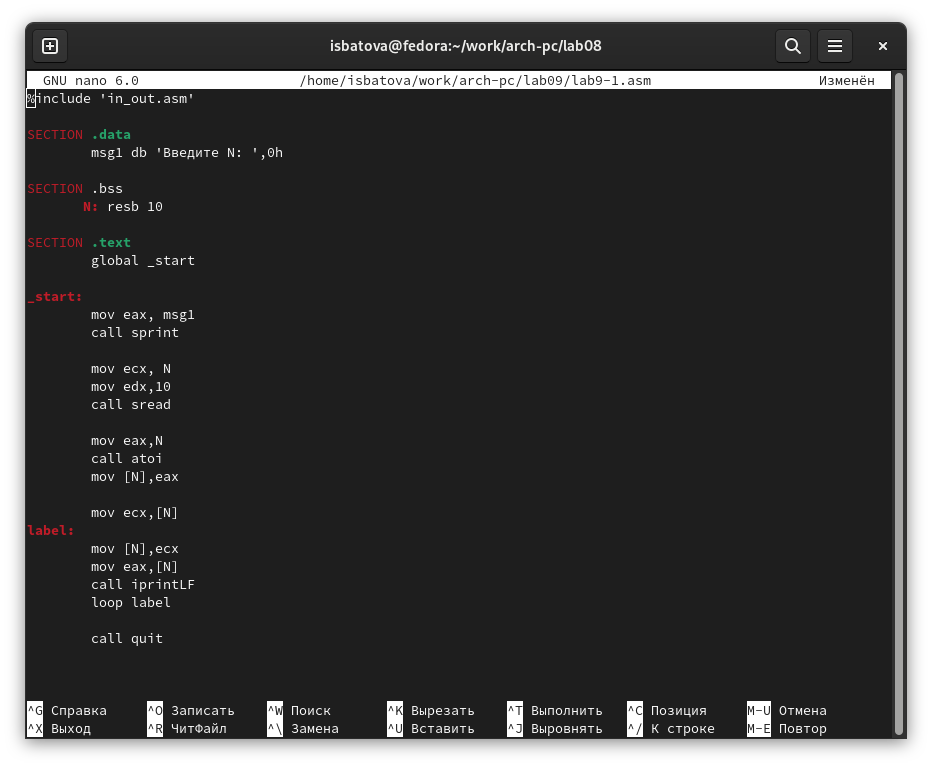 isbatova@fedora:~/work/arch-pc/lab08
GNU nano 6.0 /home/isbatova/work/arch-pc/lab09/lab9-1.asm Изменён
%include 'in_out.asm'
SECTION .data
msg1 db 'Введите N: ',0h
SECTION .bss
N: resb 10
SECTION .text
global _start
_start:
mov eax, msg1
call sprint
mov ecx, N
mov edx,10
call sread
mov eax,N
call atoi
mov [N],eax
mov ecx,[N]
label:
mov [N],ecx
mov eax,[N]
call iprintLF
loop label
call quit
^G Справка ^O Записать ^W Поиск ^K Вырезать ^T Выполнить ^C Позиция M-U Отмена
^X Выход ^R ЧитФайл ^\ Замена ^U Вставить ^J Выровнять ^/ К строке M-E Повтор